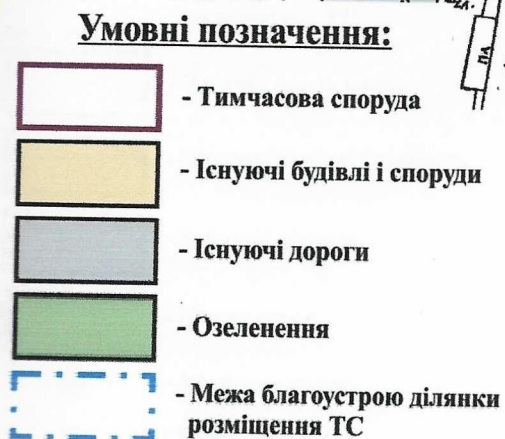 Умовні позначення:
- Тимчасова споруда
- Існуючі будівлі і споруди
- Існуючі дороги
- Озеленення
- Межа благоустрою ділянки
розміщення ТС